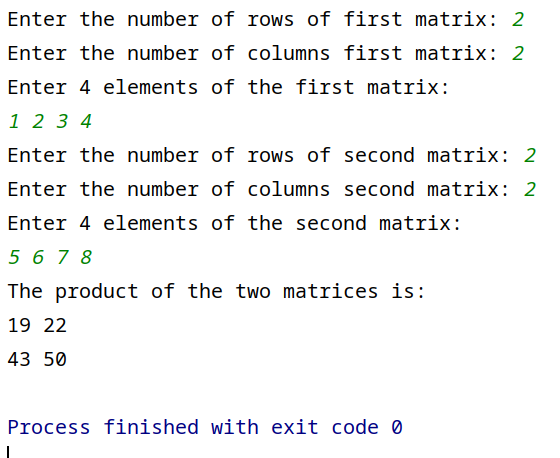 Enter the number of rows of first matrix: 2
Enter the number of columns first matrix: 2
Enter 4 elements of the first matrix:
1 2 3 4
Enter the number of rows of second matrix: 2
Enter the number of columns second matrix: 2
Enter 4 elements of the second matrix:
5 6 7 8
The product of the two matrices is:
19 22
43 50
Process finished with exit code 0